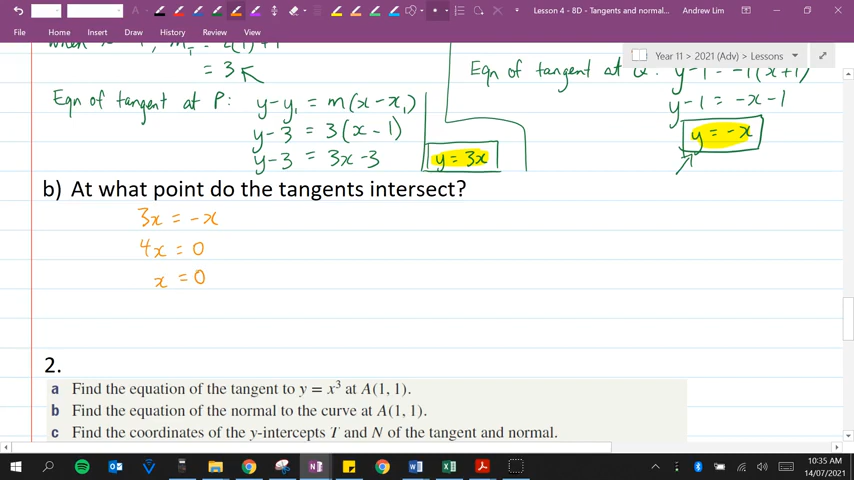 Lesson 4 - 8D - Tangents and normal...
Andrew Lim
File
Home
Insert
Draw
History
Review
View
Year 11 > 2021 (Adv) > Lessons
= 3
Eqn of tangent at P: y-y₁ = m(x-x₁)
y-3 = 3(x-1)
y-3 = 3x-3
y = 3x
Eqn of tangent at Q: y-1 = -1(x+1)
y-1 = -x-1
y = -x
b) At what point do the tangents intersect?
3x = -x
4x = 0
x = 0
2.
a Find the equation of the tangent to y = x³ at A(1, 1).
b Find the equation of the normal to the curve at A(1, 1).
c Find the coordinates of the y-intercepts T and N of the tangent and normal.
10:35 AM
14/07/2021